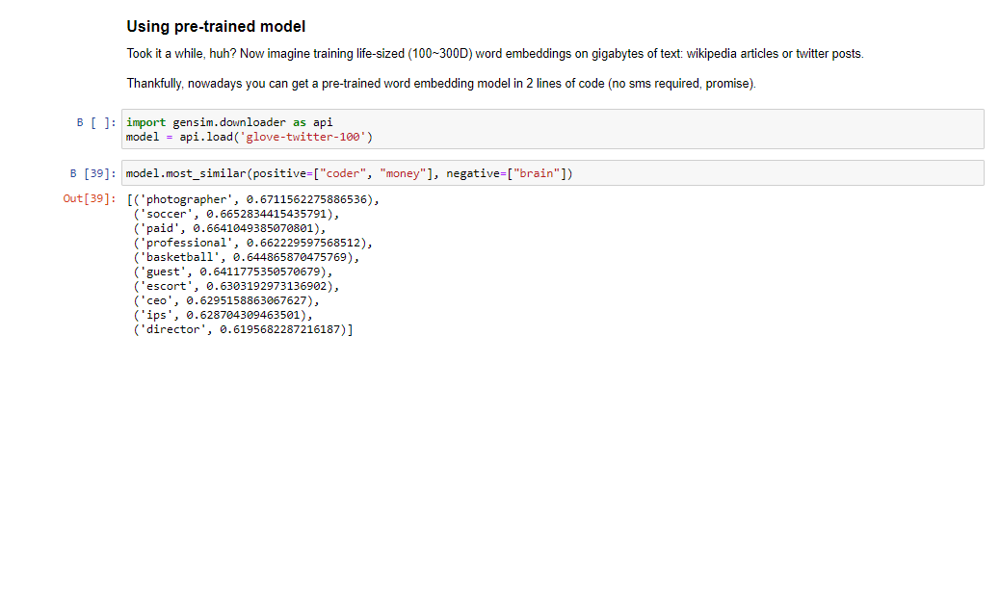 Using pre-trained model
Took it a while, huh? Now imagine training life-sized (100~300D) word embeddings on gigabytes of text: wikipedia articles or twitter posts.
Thankfully, nowadays you can get a pre-trained word embedding model in 2 lines of code (no sms required, promise).
В [ ]: import gensim.downloader as api
model = api.load('glove-twitter-100')
В [39]: model.most_similar(positive=["coder", "money"], negative=["brain"])
Out[39]: [('photographer', 0.6711562275886536),
('soccer', 0.6652834415435791),
('paid', 0.6641049385070801),
('professional', 0.662229597568512),
('basketball', 0.644865870475769),
('guest', 0.6411775350570679),
('escort', 0.6303192973136902),
('ceo', 0.6295158863067627),
('ips', 0.628704309463501),
('director', 0.6195682287216187)]